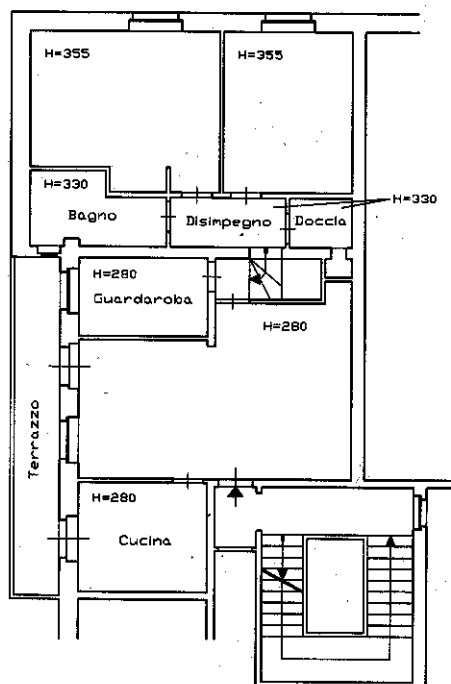 H=355
H=355
H=330
Bagno
Disimpegno
Doccia
H=330
H=280
Guardaroba
H=280
Terrazzo
H=280
Cucina